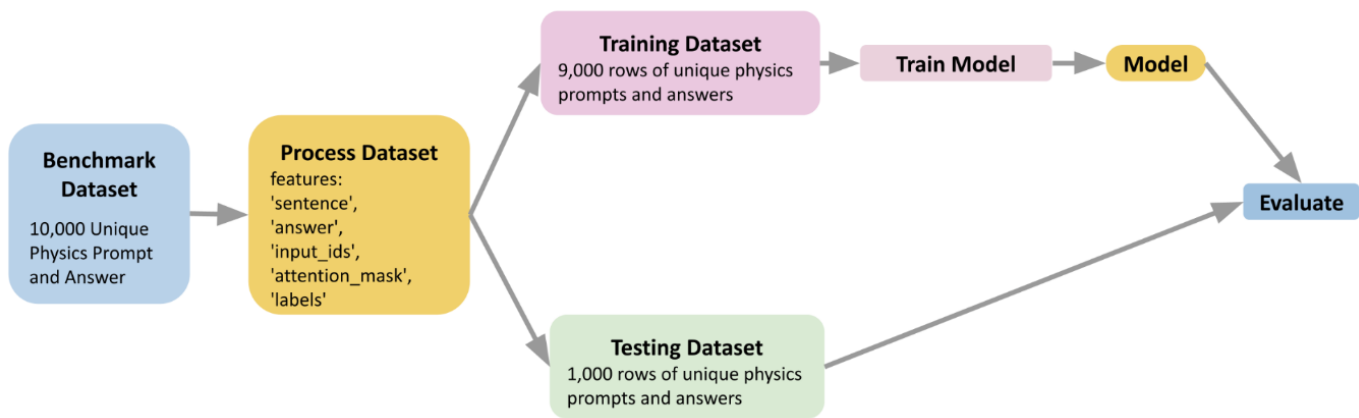 Benchmark
Dataset
10,000 Unique
Physics Prompt
and Answer
Process Dataset
features:
'sentence',
'answer',
'input_ids',
'attention_mask',
'labels'
Training Dataset
9,000 rows of unique physics
prompts and answers
Train Model
Model
Testing Dataset
1,000 rows of unique physics
prompts and answers
Evaluate